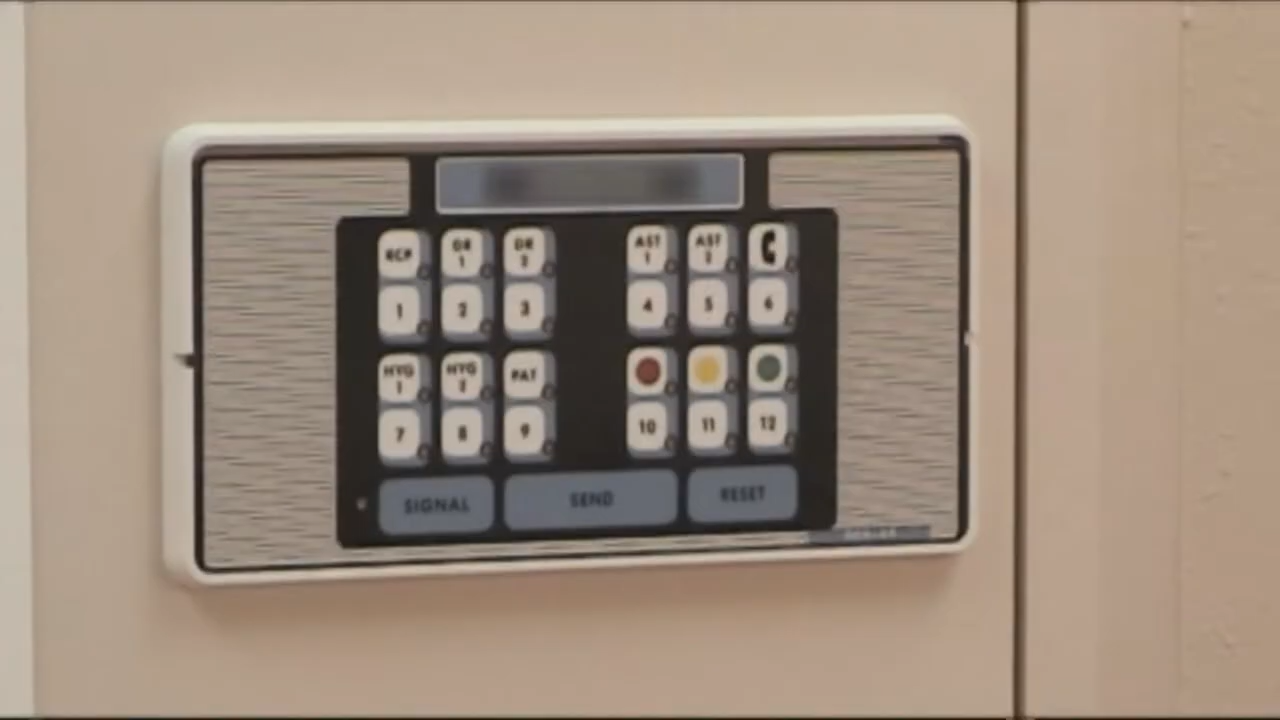 RCP DR 1 DR 2 AST 1 AST 2
1 2 3 4 5 6
HYG 1 HYG 2 PAT
7 8 9 10 11 12
SIGNAL SEND RESET